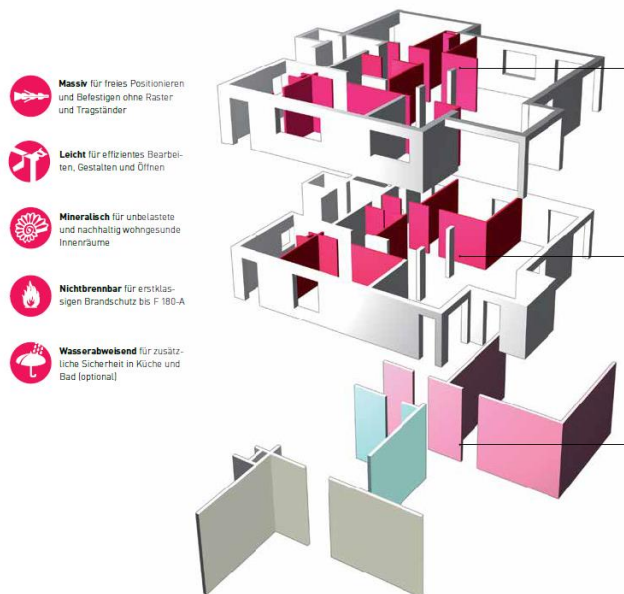 Massiv für freies Positionieren
und Befestigen ohne Raster
und Tragständer
Leicht für effizientes Bearbei-
ten, Gestalten und Öffnen
Mineralisch für unbelastete
und nachhaltig wohngesunde
Innenräume
Nichtbrennbar für erstklas-
sigen Brandschutz bis F 180-A
Wasserabweisend für zusätz-
liche Sicherheit in Küche und
Bad (optional)